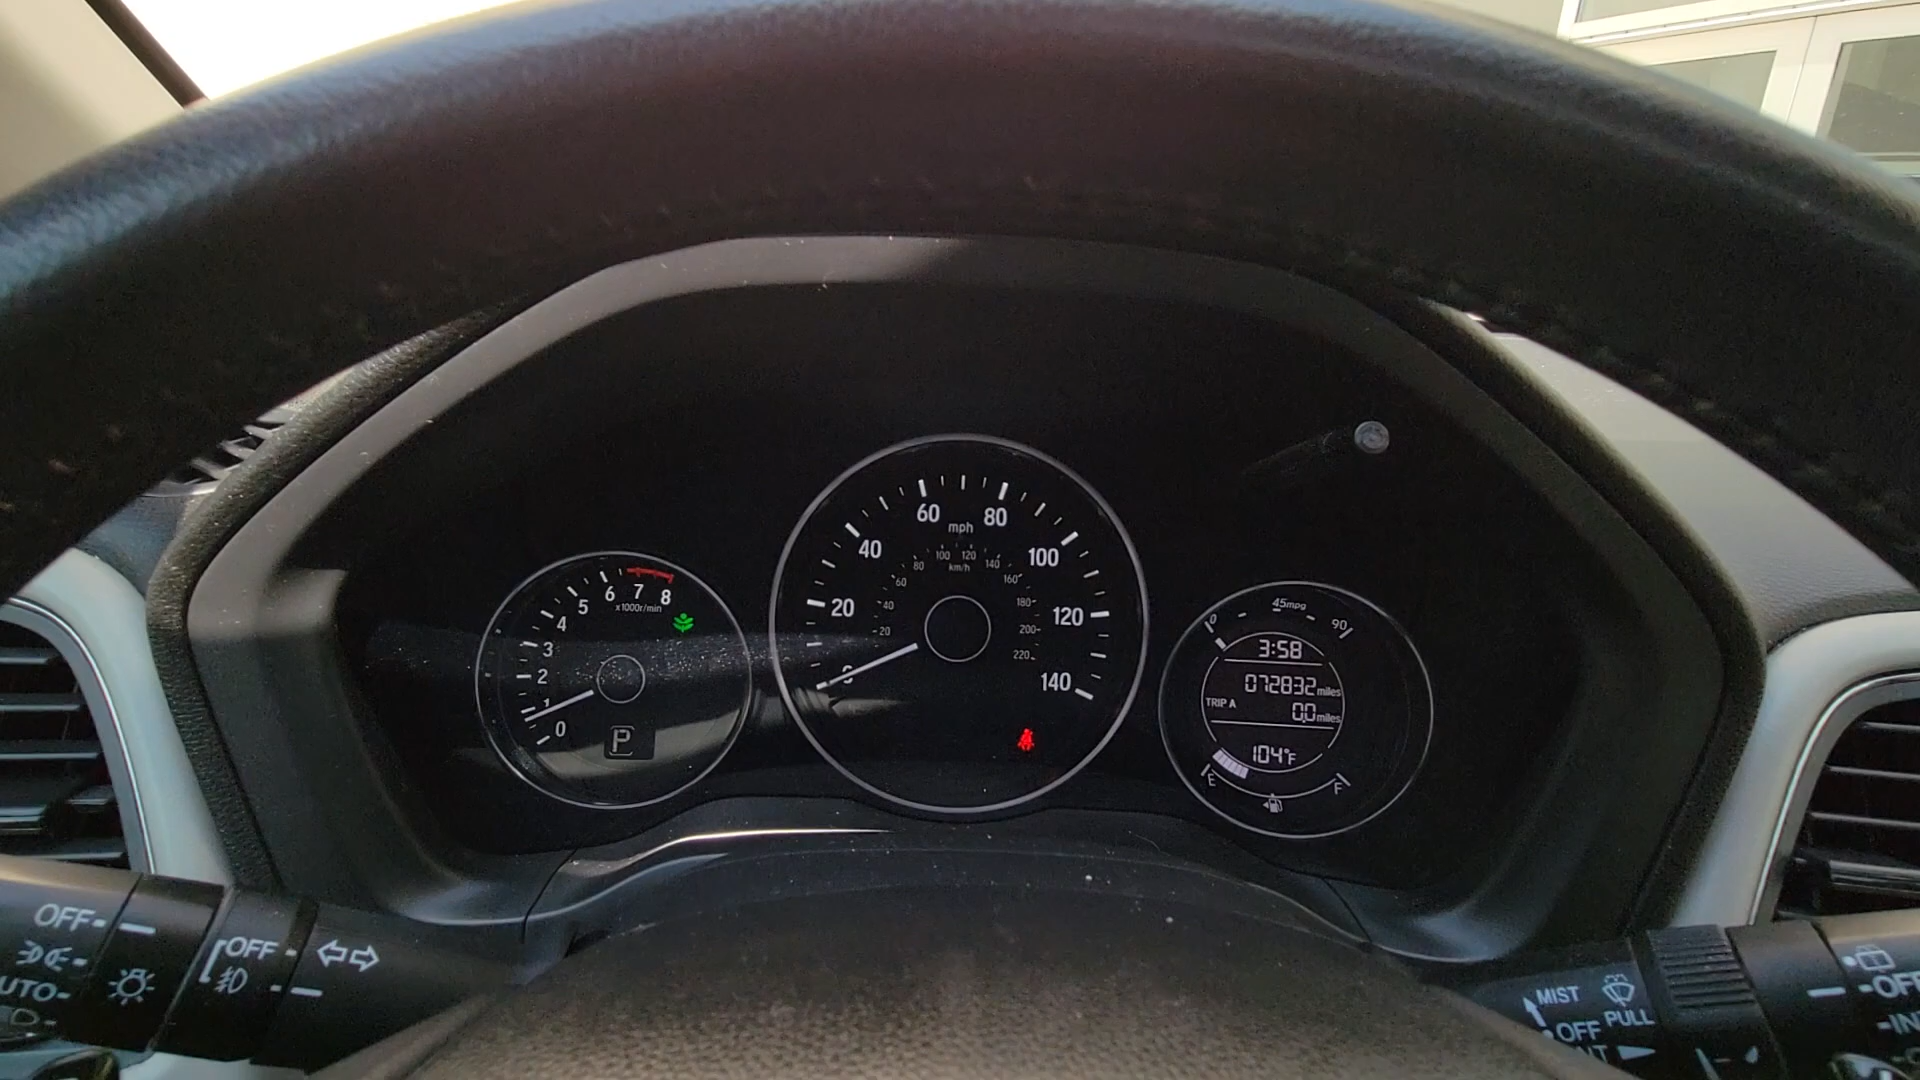 60
80
mph
40
100
20
120
0
140
80
100
120
140
km/h
60
160
40
180
20
200
220
6
7
8
5
x1000r/min
4
3
2
1
0
P
45mpg
0
90
3:58
072832 miles
TRIP A
0.0 miles
104°F
E
F
OFF
AUTO
OFF
MIST
PULL
OFF